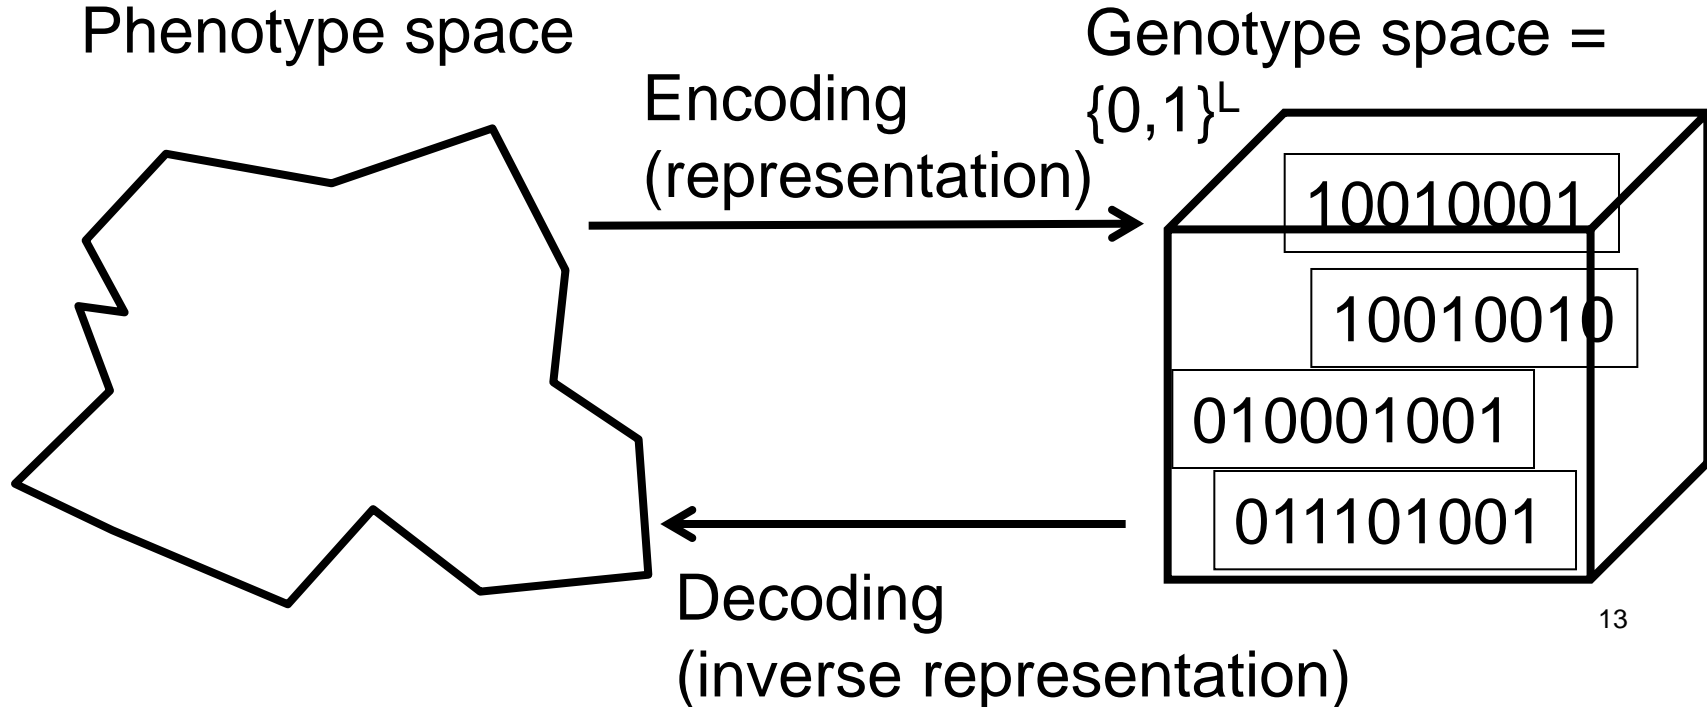 Phenotype space
Genotype space =
{0,1}ᴸ
Encoding
(representation)
10010001
10010010
010001001
011101001
Decoding
(inverse representation)
13